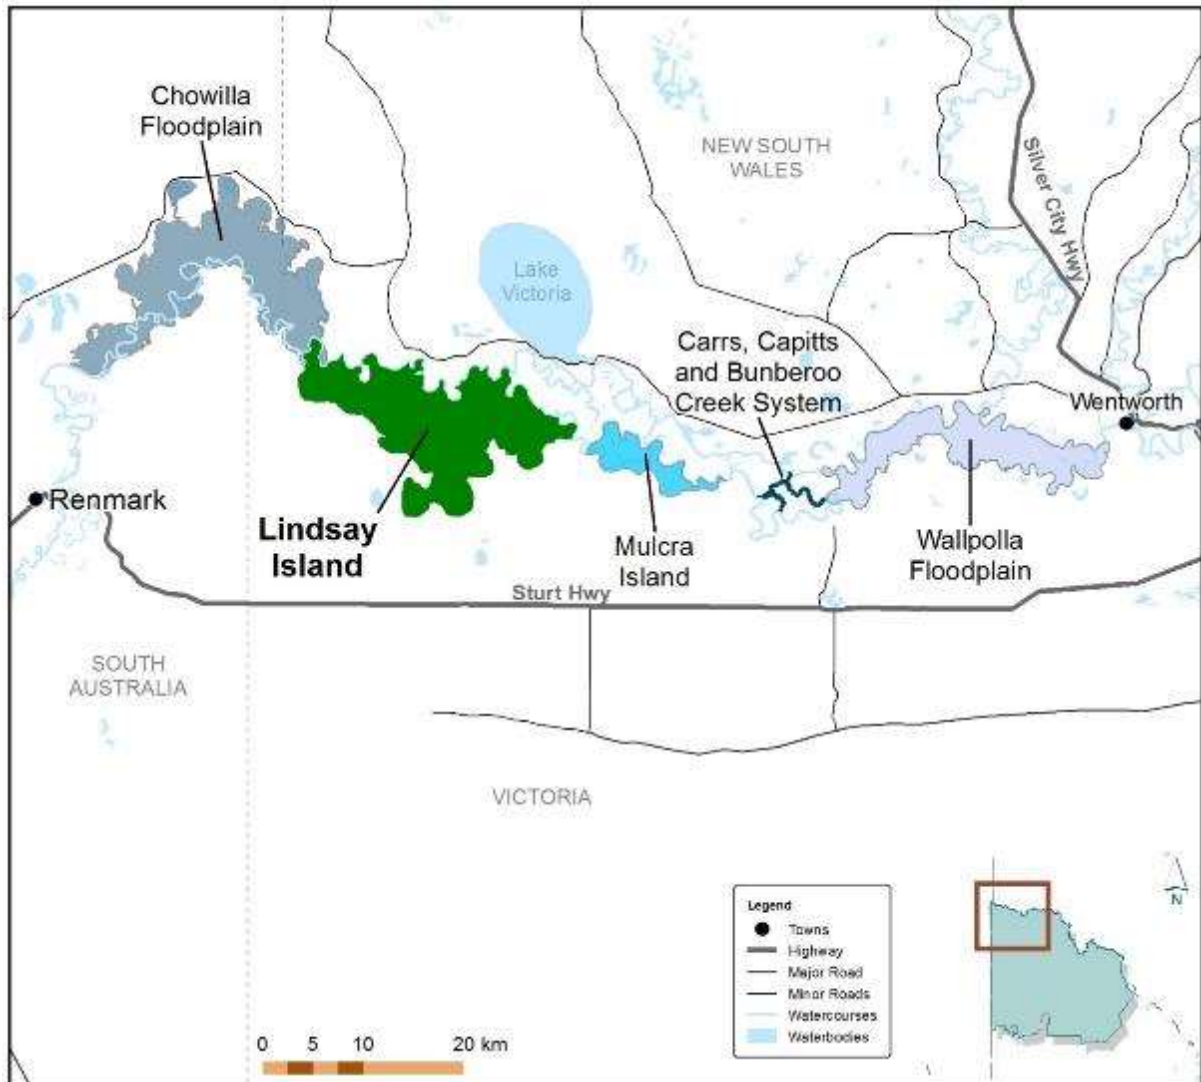 Chowilla
Floodplain
NEW SOUTH
WALES
Silver City Hwy
Lake
Victoria
Carrs, Capitts
and Bunberoo
Creek System
Wentworth
Renmark
Lindsay
Island
Mulcra
Island
Wallpolla
Floodplain
Sturt Hwy
SOUTH
AUSTRALIA
VICTORIA
Legend
Towns
Highway
Major Road
Minor Roads
Watercourses
Waterbodies
N
0 5 10 20 km